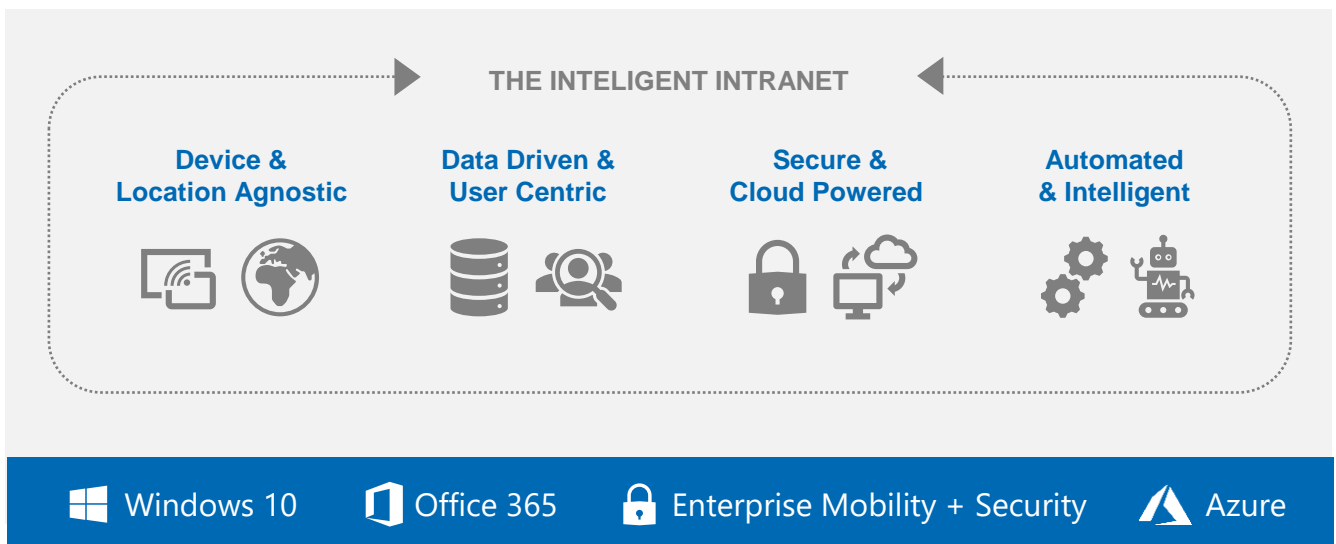 THE INTELIGENT INTRANET
Device &
Location Agnostic
Data Driven &
User Centric
Secure &
Cloud Powered
Automated
& Intelligent
Windows 10
Office 365
Enterprise Mobility + Security
Azure